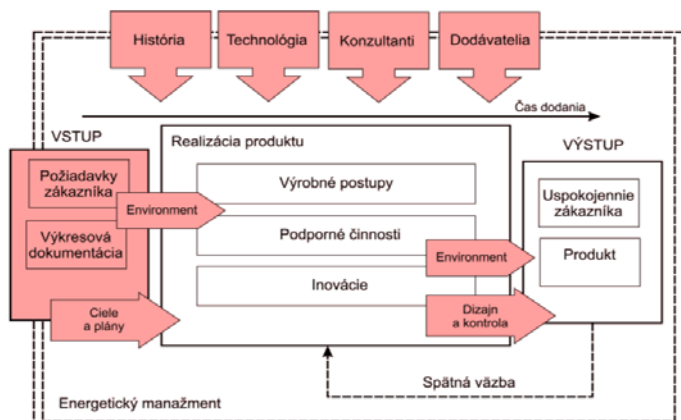 História
Technológia
Konzultanti
Dodávatelia
Čas dodania
VSTUP
Požiadavky
zákazníka
Výkresová
dokumentácia
Environment
Ciele
a plány
Realizácia produktu
Výrobné postupy
Podporné činnosti
Inovácie
Environment
Dizajn
a kontrola
VÝSTUP
Uspokojennie
zákazníka
Produkt
Spätná väzba
Energetický manažment